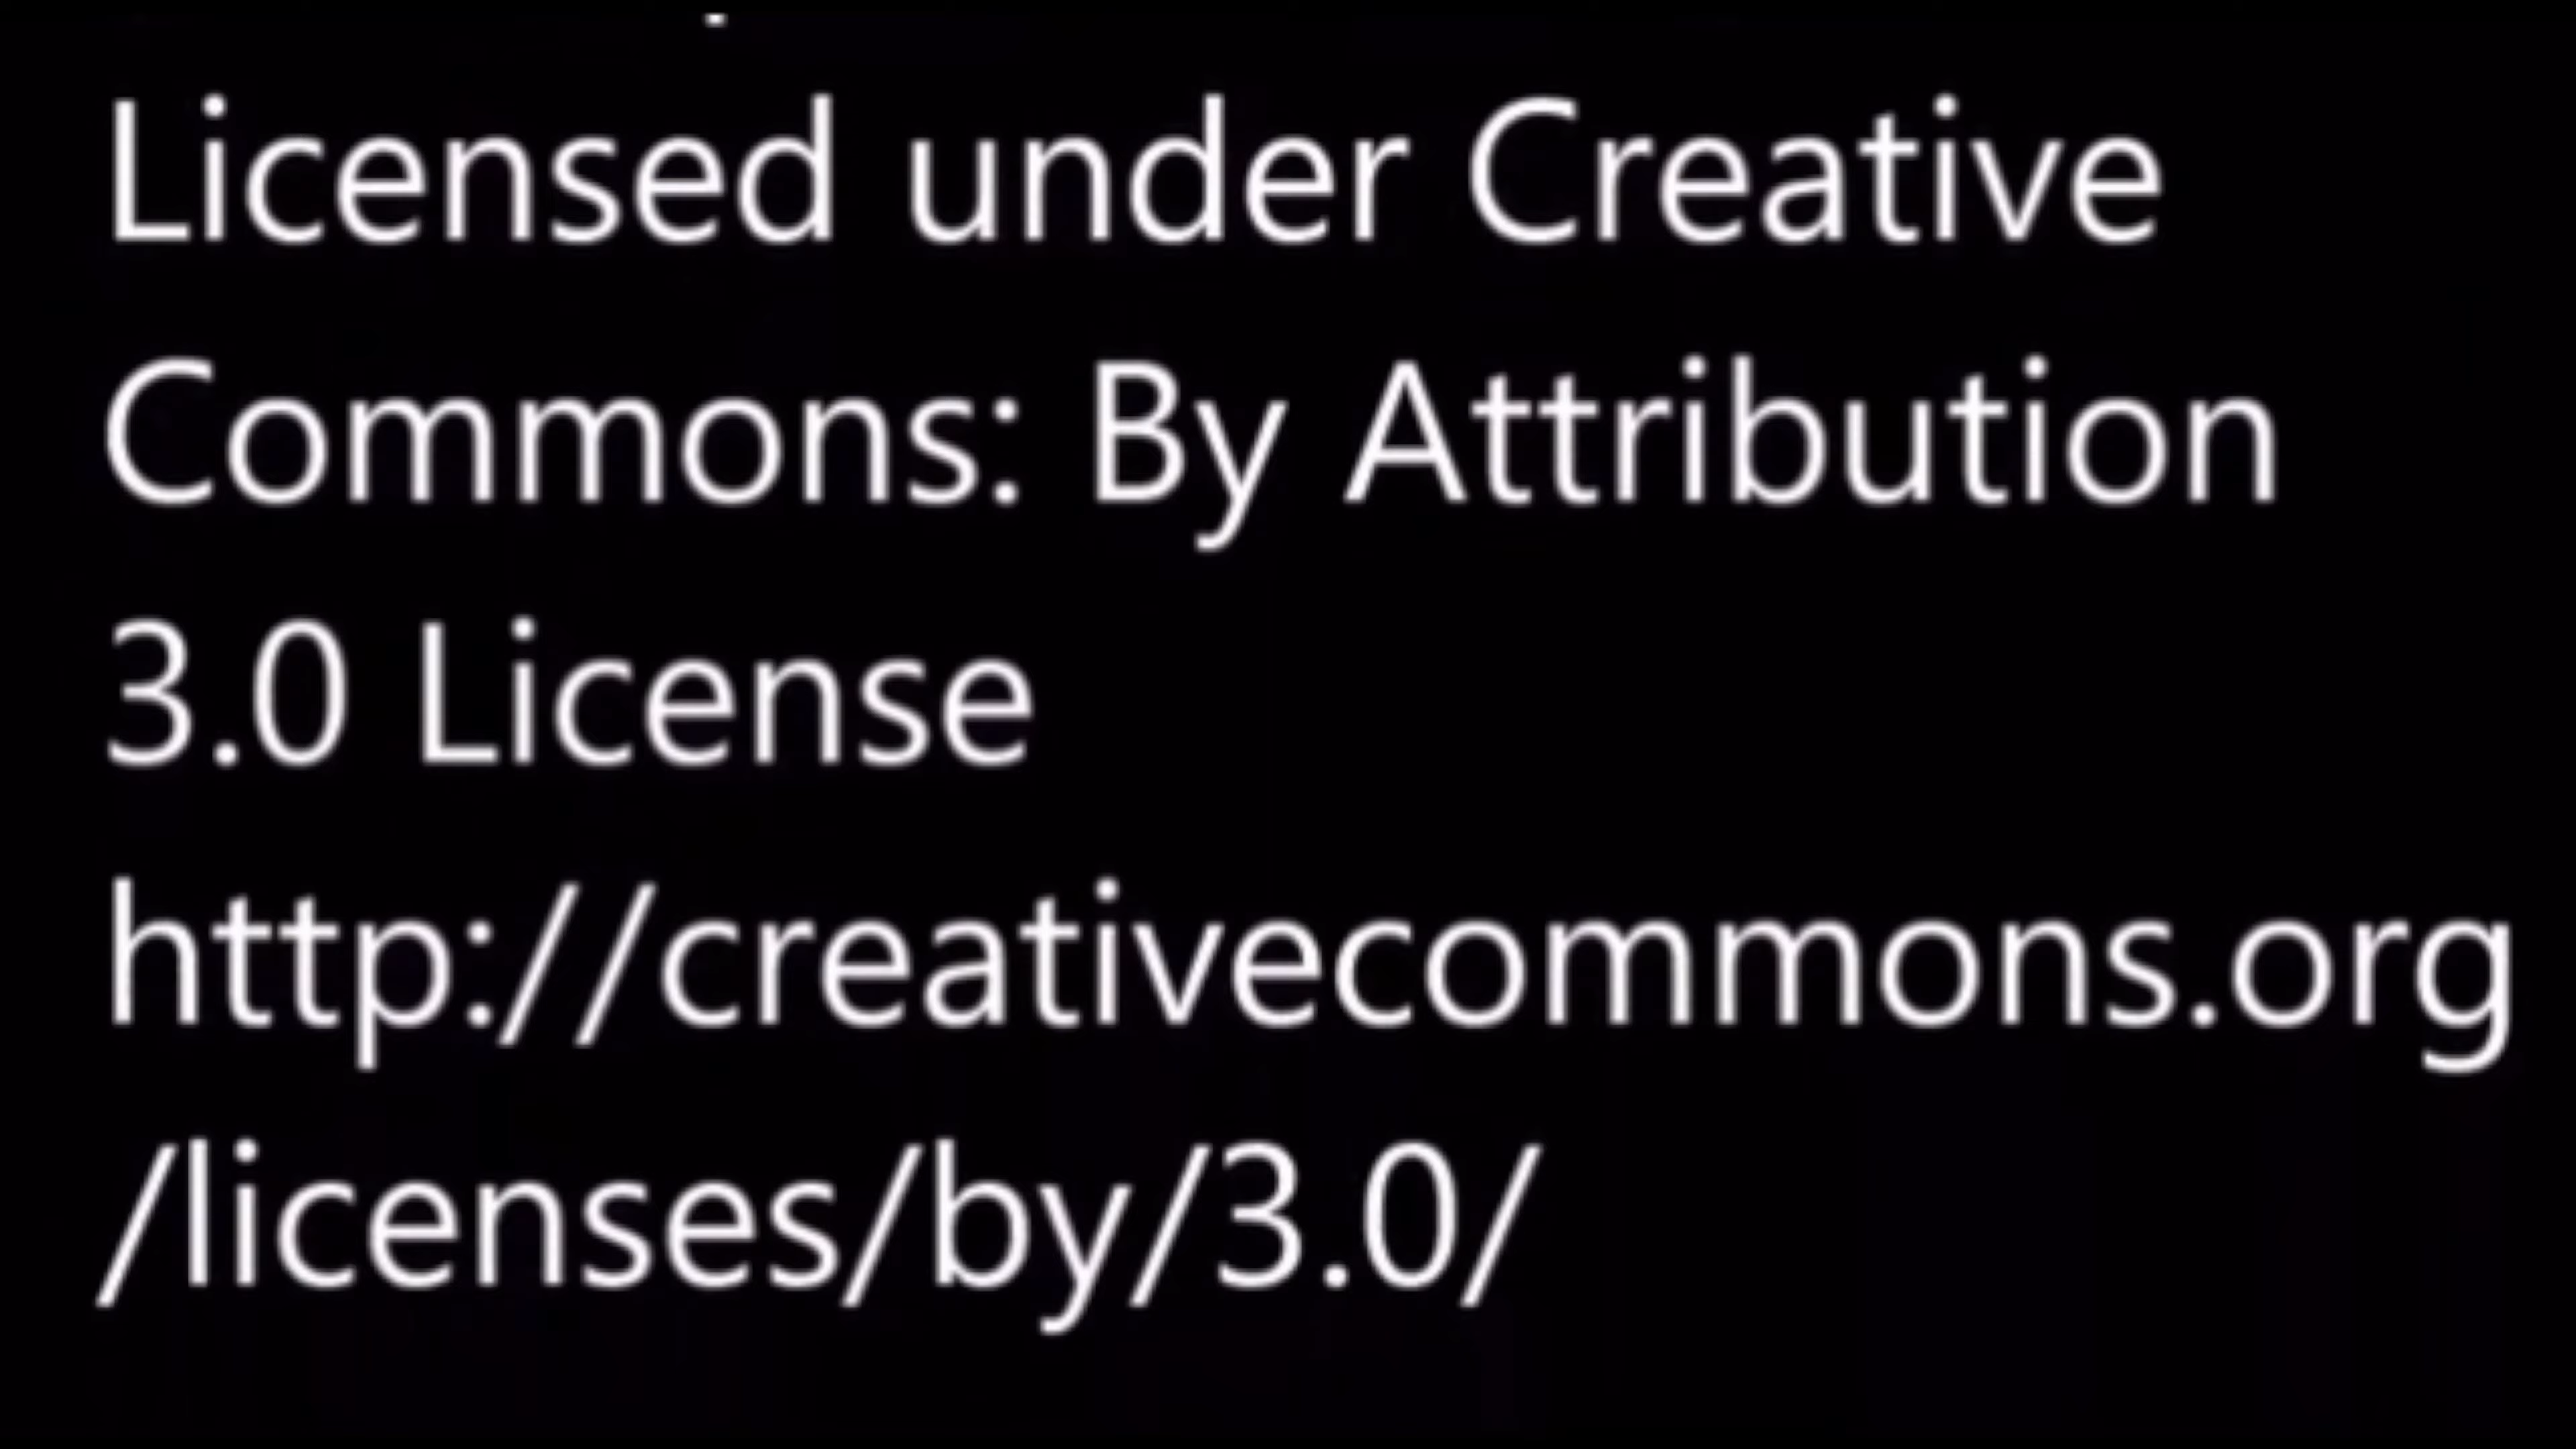 Licensed under Creative
Commons: By Attribution
3.0 License
http://creativecommons.org
/licenses/by/3.0/